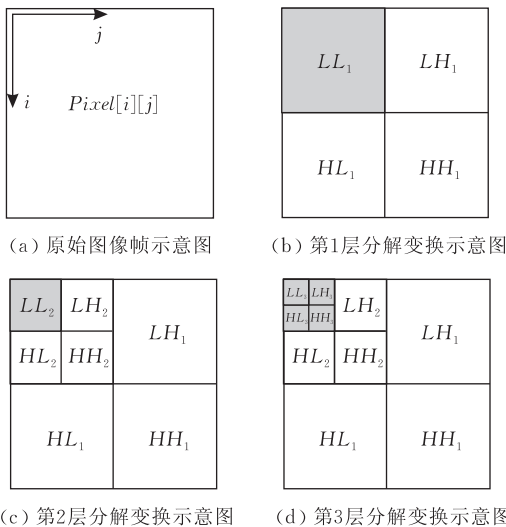 j
i
Pixel[i][j]
LL₁ LH₁
HL₁ HH₁
(a) 原始图像帧示意图
(b) 第1层分解变换示意图
LL₂ LH₂
HL₂ HH₂
LH₁
HL₁ HH₁
LL₃ LH₃
HL₃ HH₃
LH₂
HL₂ HH₂
LH₁
HL₁ HH₁
(c) 第2层分解变换示意图
(d) 第3层分解变换示意图